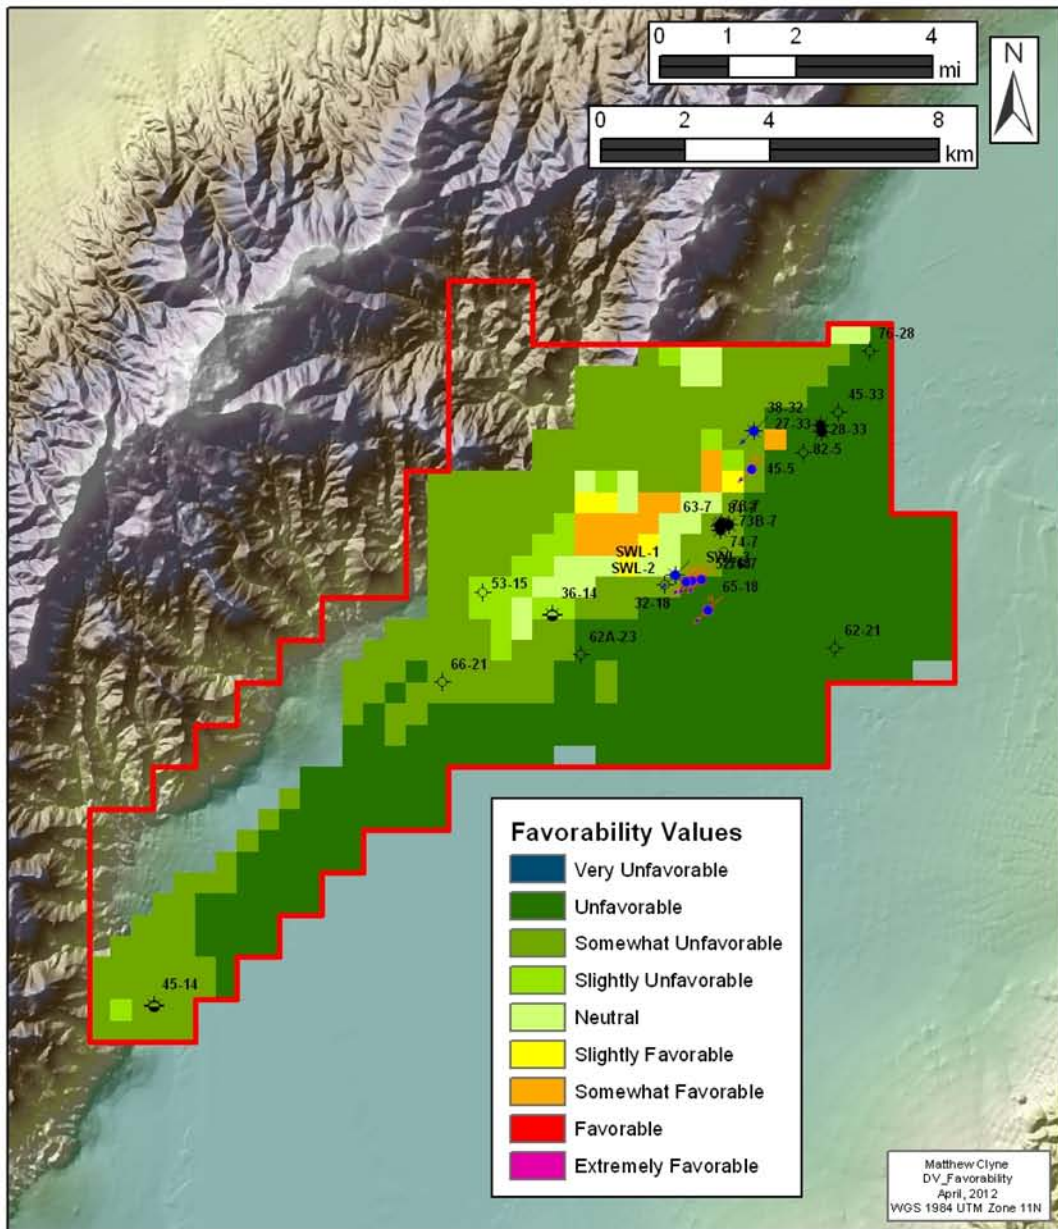 0 1 2 4
mi
N
0 2 4 8
km
76-28
45-33
38-32
27-33
28-33
82-5
45-5
63-7
73B-7
74-7
SWL-1
SWL-2
65-18
32-18
53-15
36-14
62A-23
62-21
66-21
45-14
Favorability Values
Very Unfavorable
Unfavorable
Somewhat Unfavorable
Slightly Unfavorable
Neutral
Slightly Favorable
Somewhat Favorable
Favorable
Extremely Favorable
Matthew Clyne
DV_Favorability
April, 2012
WGS 1984 UTM Zone 11N